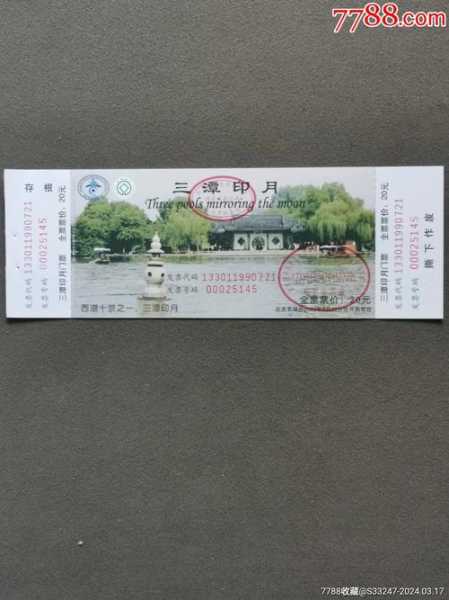 7788.com
存根
三潭印月门票 全票票价：20元
发票代码 133011990721
发票号码 00025145
三潭印月
Three pools mirroring the moon
发票代码 133011990721
发票号码 00025145
全票票价：20元
西湖十景之一：三潭印月
三潭印月门票 全票票价：20元
发票代码 133011990721
发票号码 00025145
撕下作废
7788收藏@S33247-2024.03.17